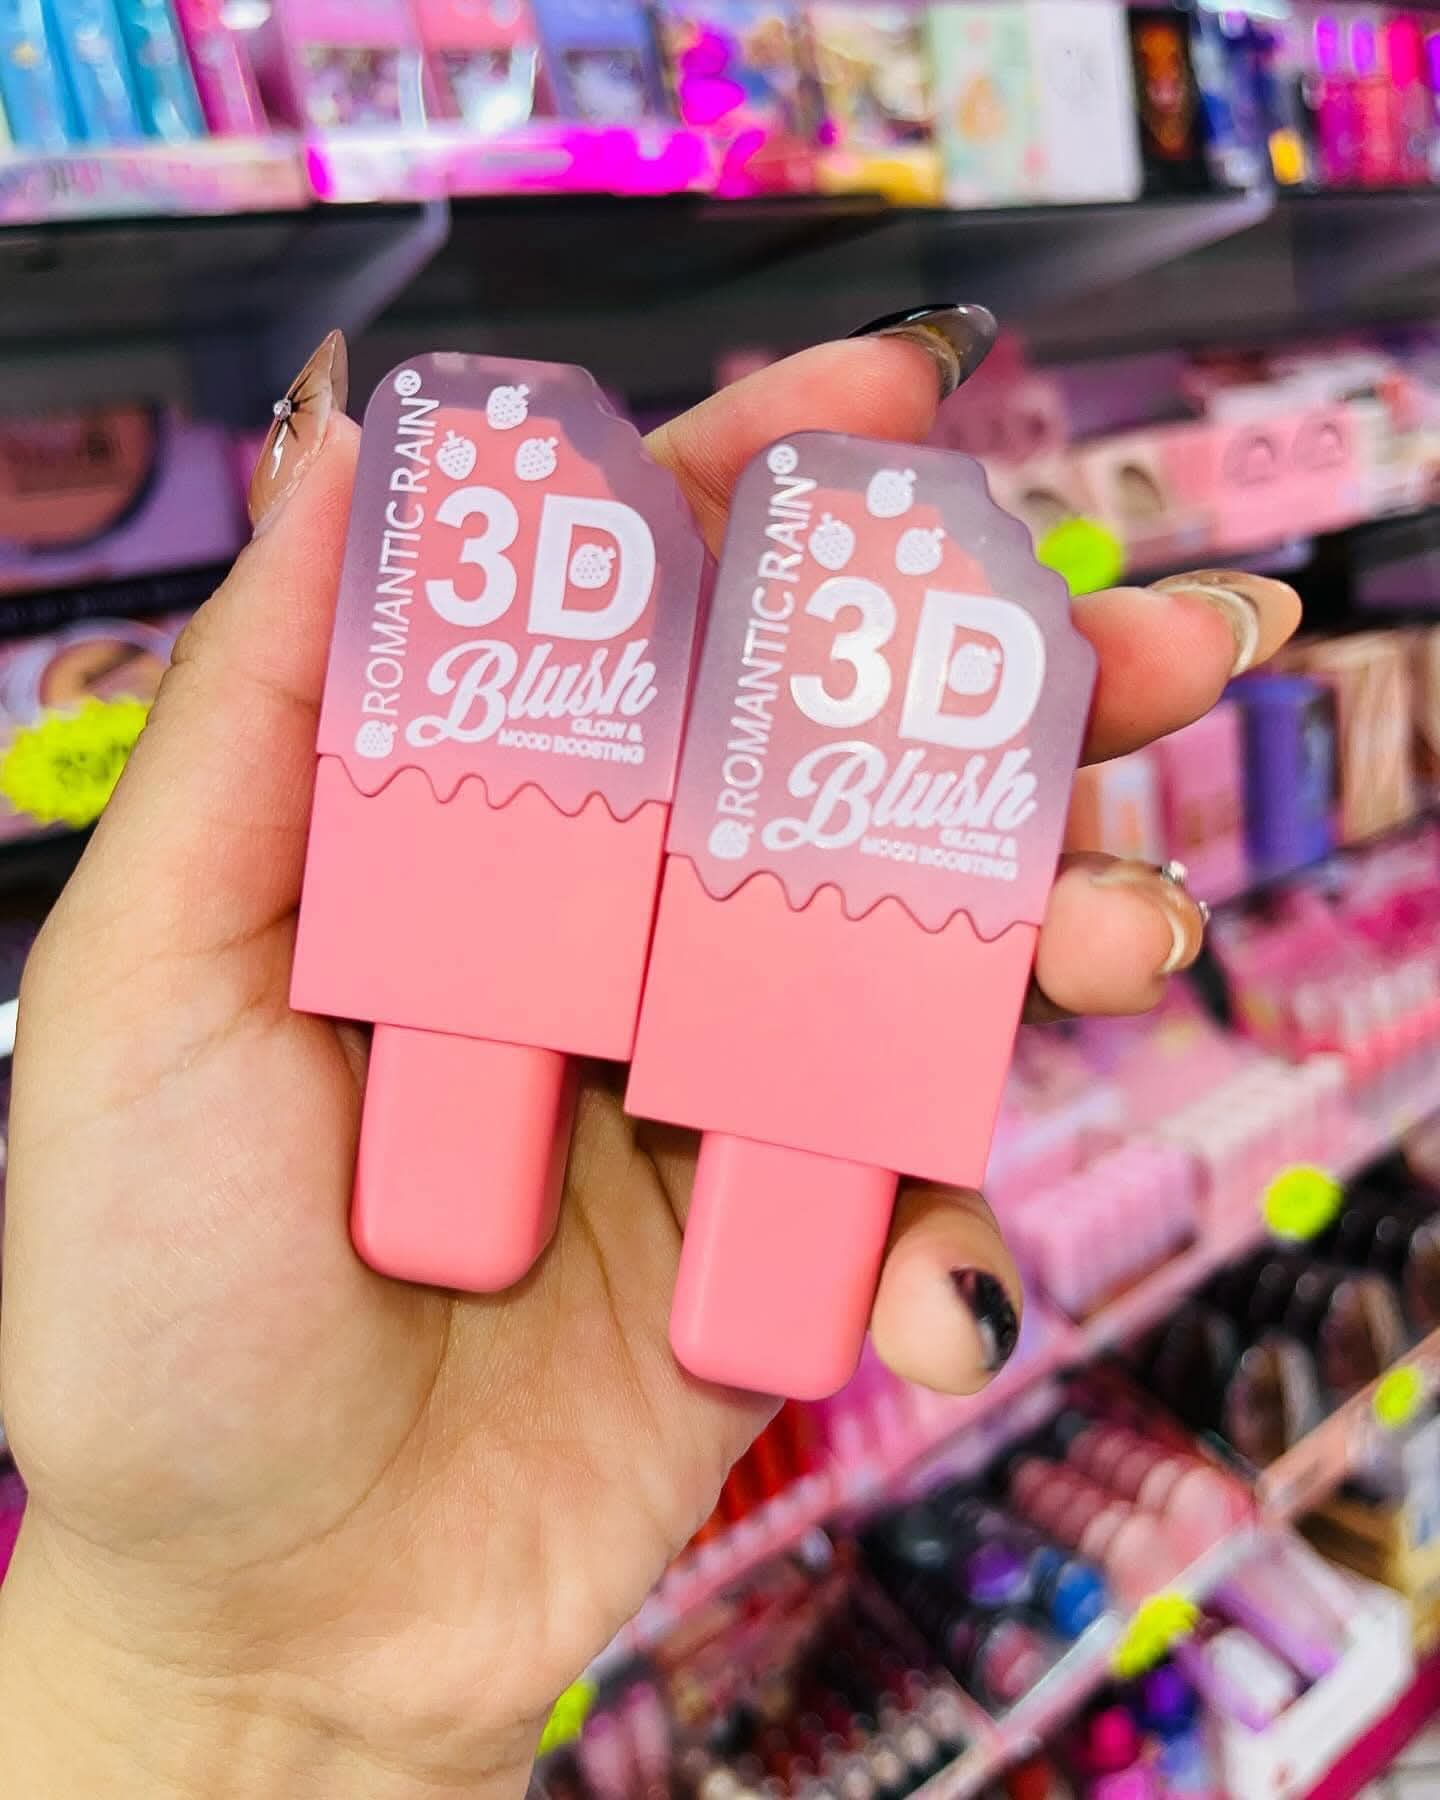 ROMANTIC RAIN®
3D
Blush
GLOW &
MOOD BOOSTING
ROMANTIC RAIN®
3D
Blush
GLOW &
MOOD BOOSTING